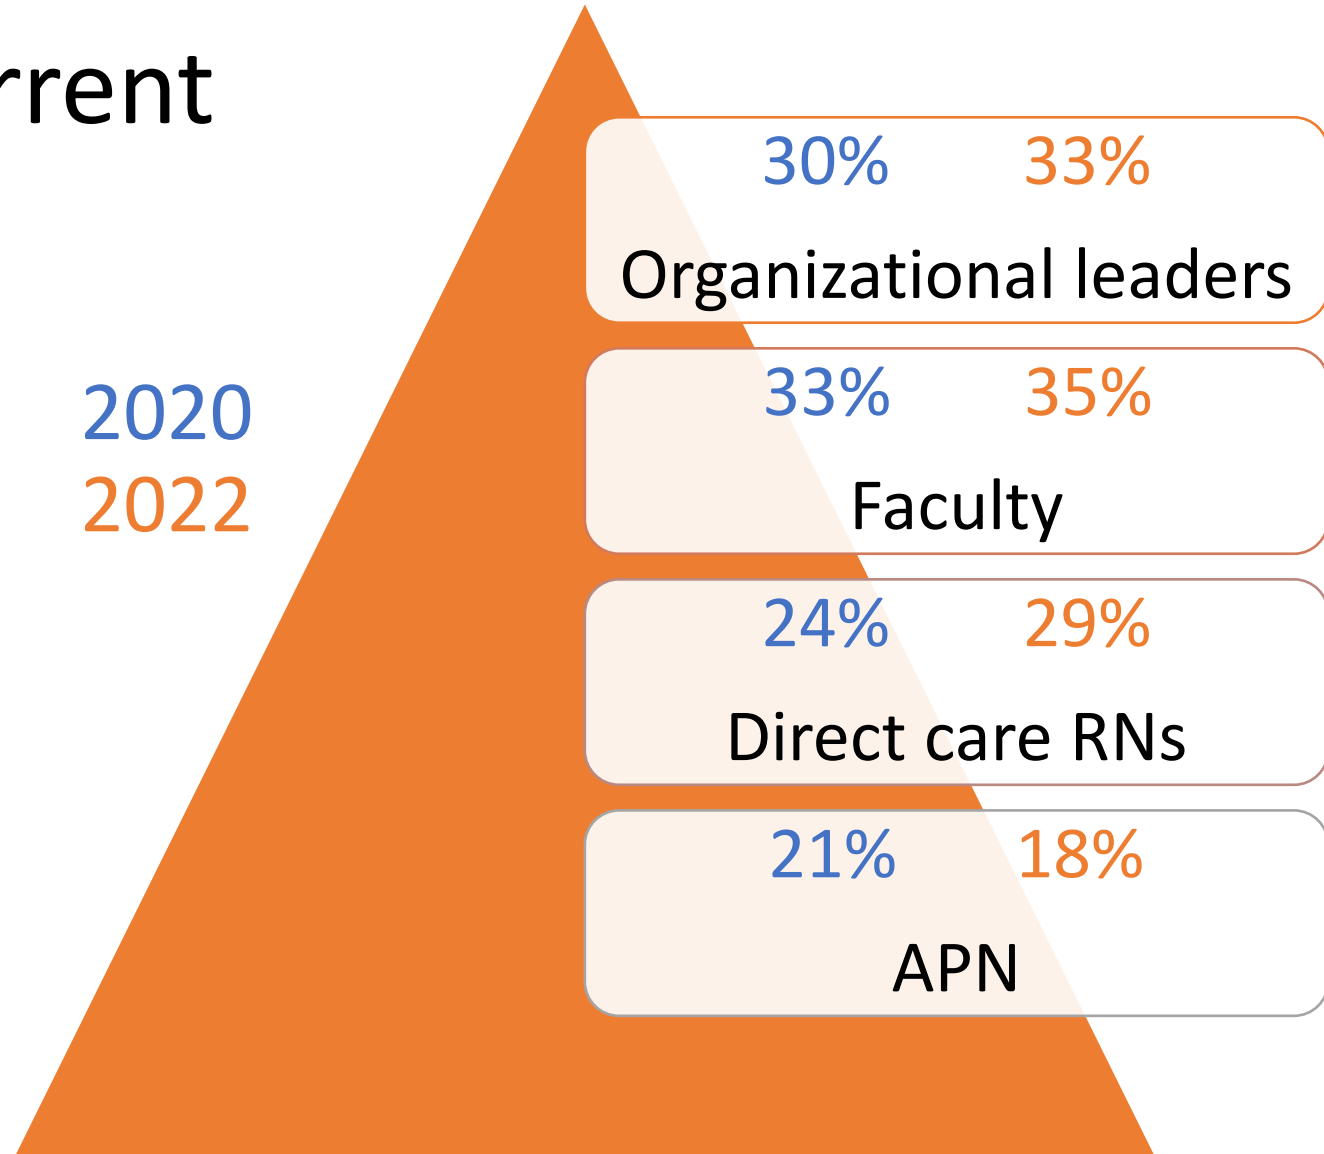 rrent
2020
2022
30% 33%
Organizational leaders
33% 35%
Faculty
24% 29%
Direct care RNs
21% 18%
APN